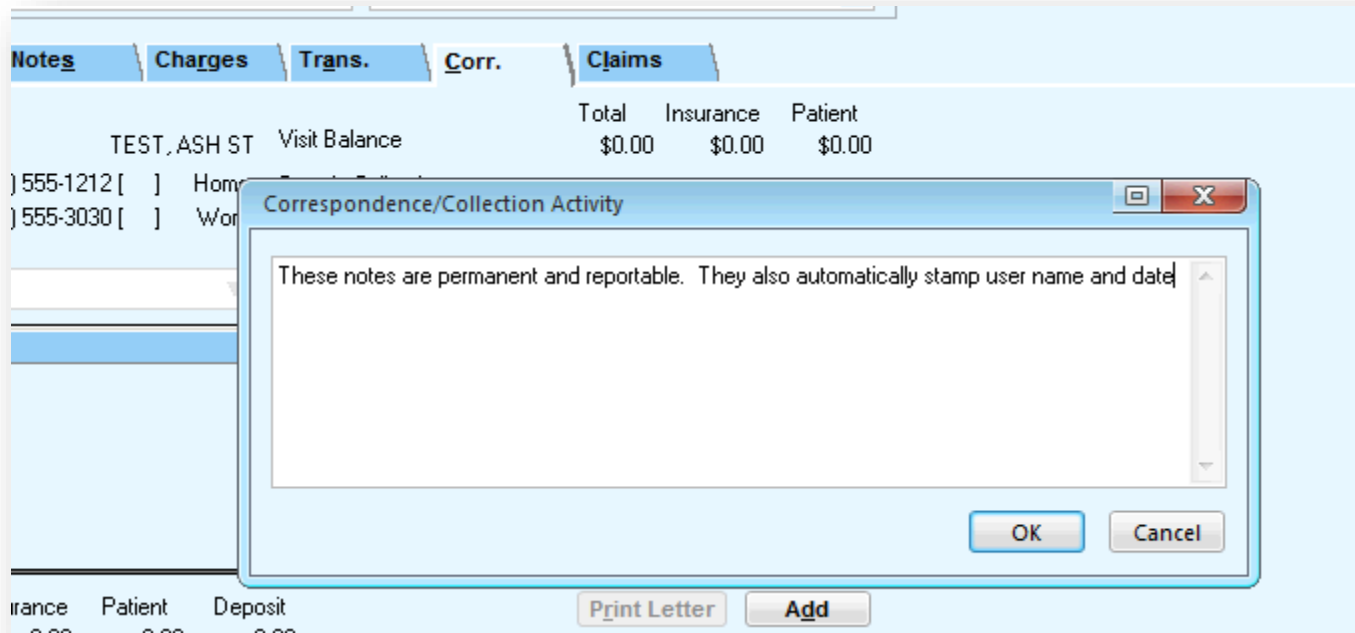 Notes Charges Trans. Corr. Claims
Total Insurance Patient
TEST, ASH ST Visit Balance $0.00 $0.00 $0.00
) 555-1212 [ ]
) 555-3030 [ ]
Correspondence/Collection Activity
These notes are permanent and reportable. They also automatically stamp user name and date
OK Cancel
Patient Deposit
Print Letter Add